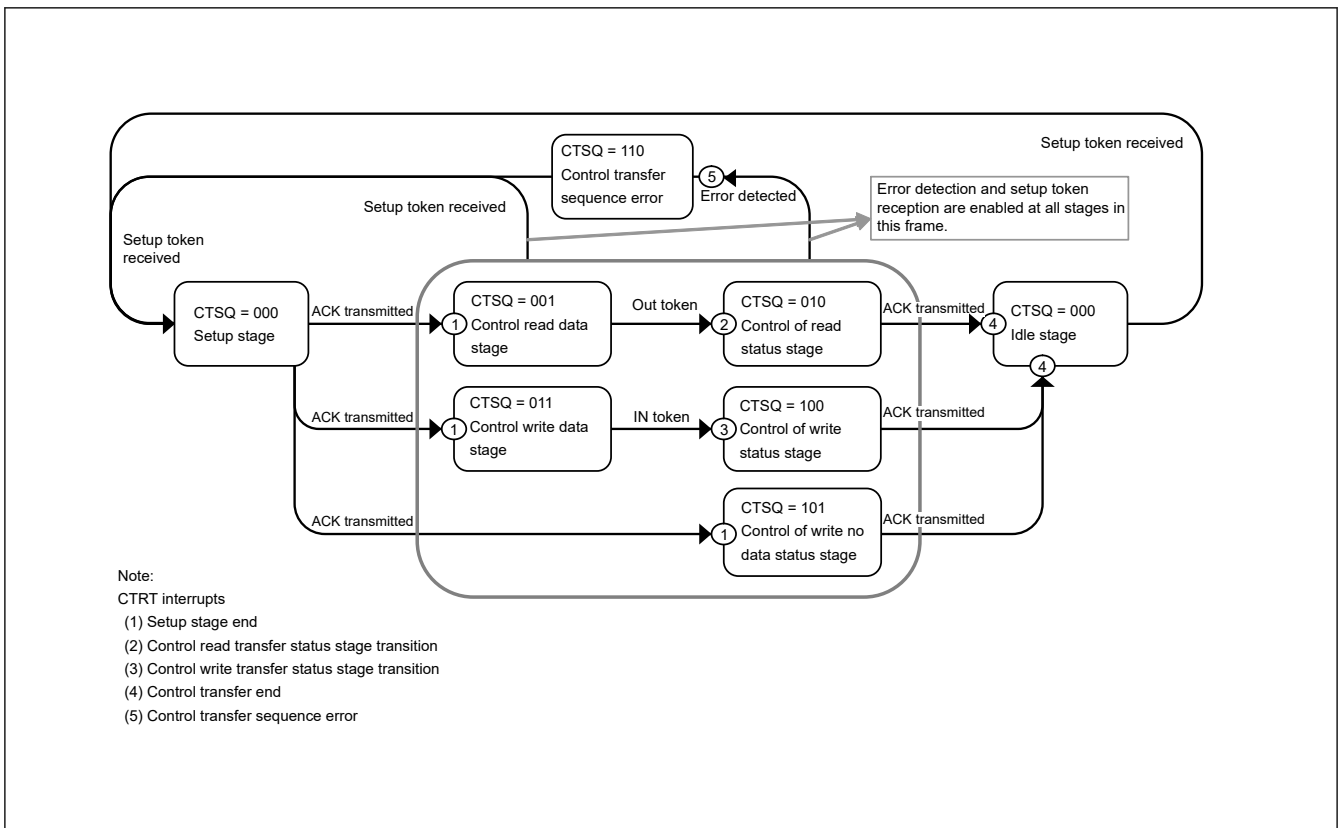 Setup token received
CTSQ = 110
Control transfer
sequence error
5
Error detected
Error detection and setup token
reception are enabled at all stages in
this frame.
Setup token received
Setup token
received
CTSQ = 000
Setup stage
ACK transmitted
1
CTSQ = 001
Control read data
stage
Out token
2
CTSQ = 010
Control of read
status stage
ACK transmitted
4
CTSQ = 000
Idle stage
4
ACK transmitted
1
CTSQ = 011
Control write data
stage
IN token
3
CTSQ = 100
Control of write
status stage
ACK transmitted
ACK transmitted
1
CTSQ = 101
Control of write no
data status stage
ACK transmitted
Note:
CTRT interrupts
(1) Setup stage end
(2) Control read transfer status stage transition
(3) Control write transfer status stage transition
(4) Control transfer end
(5) Control transfer sequence error